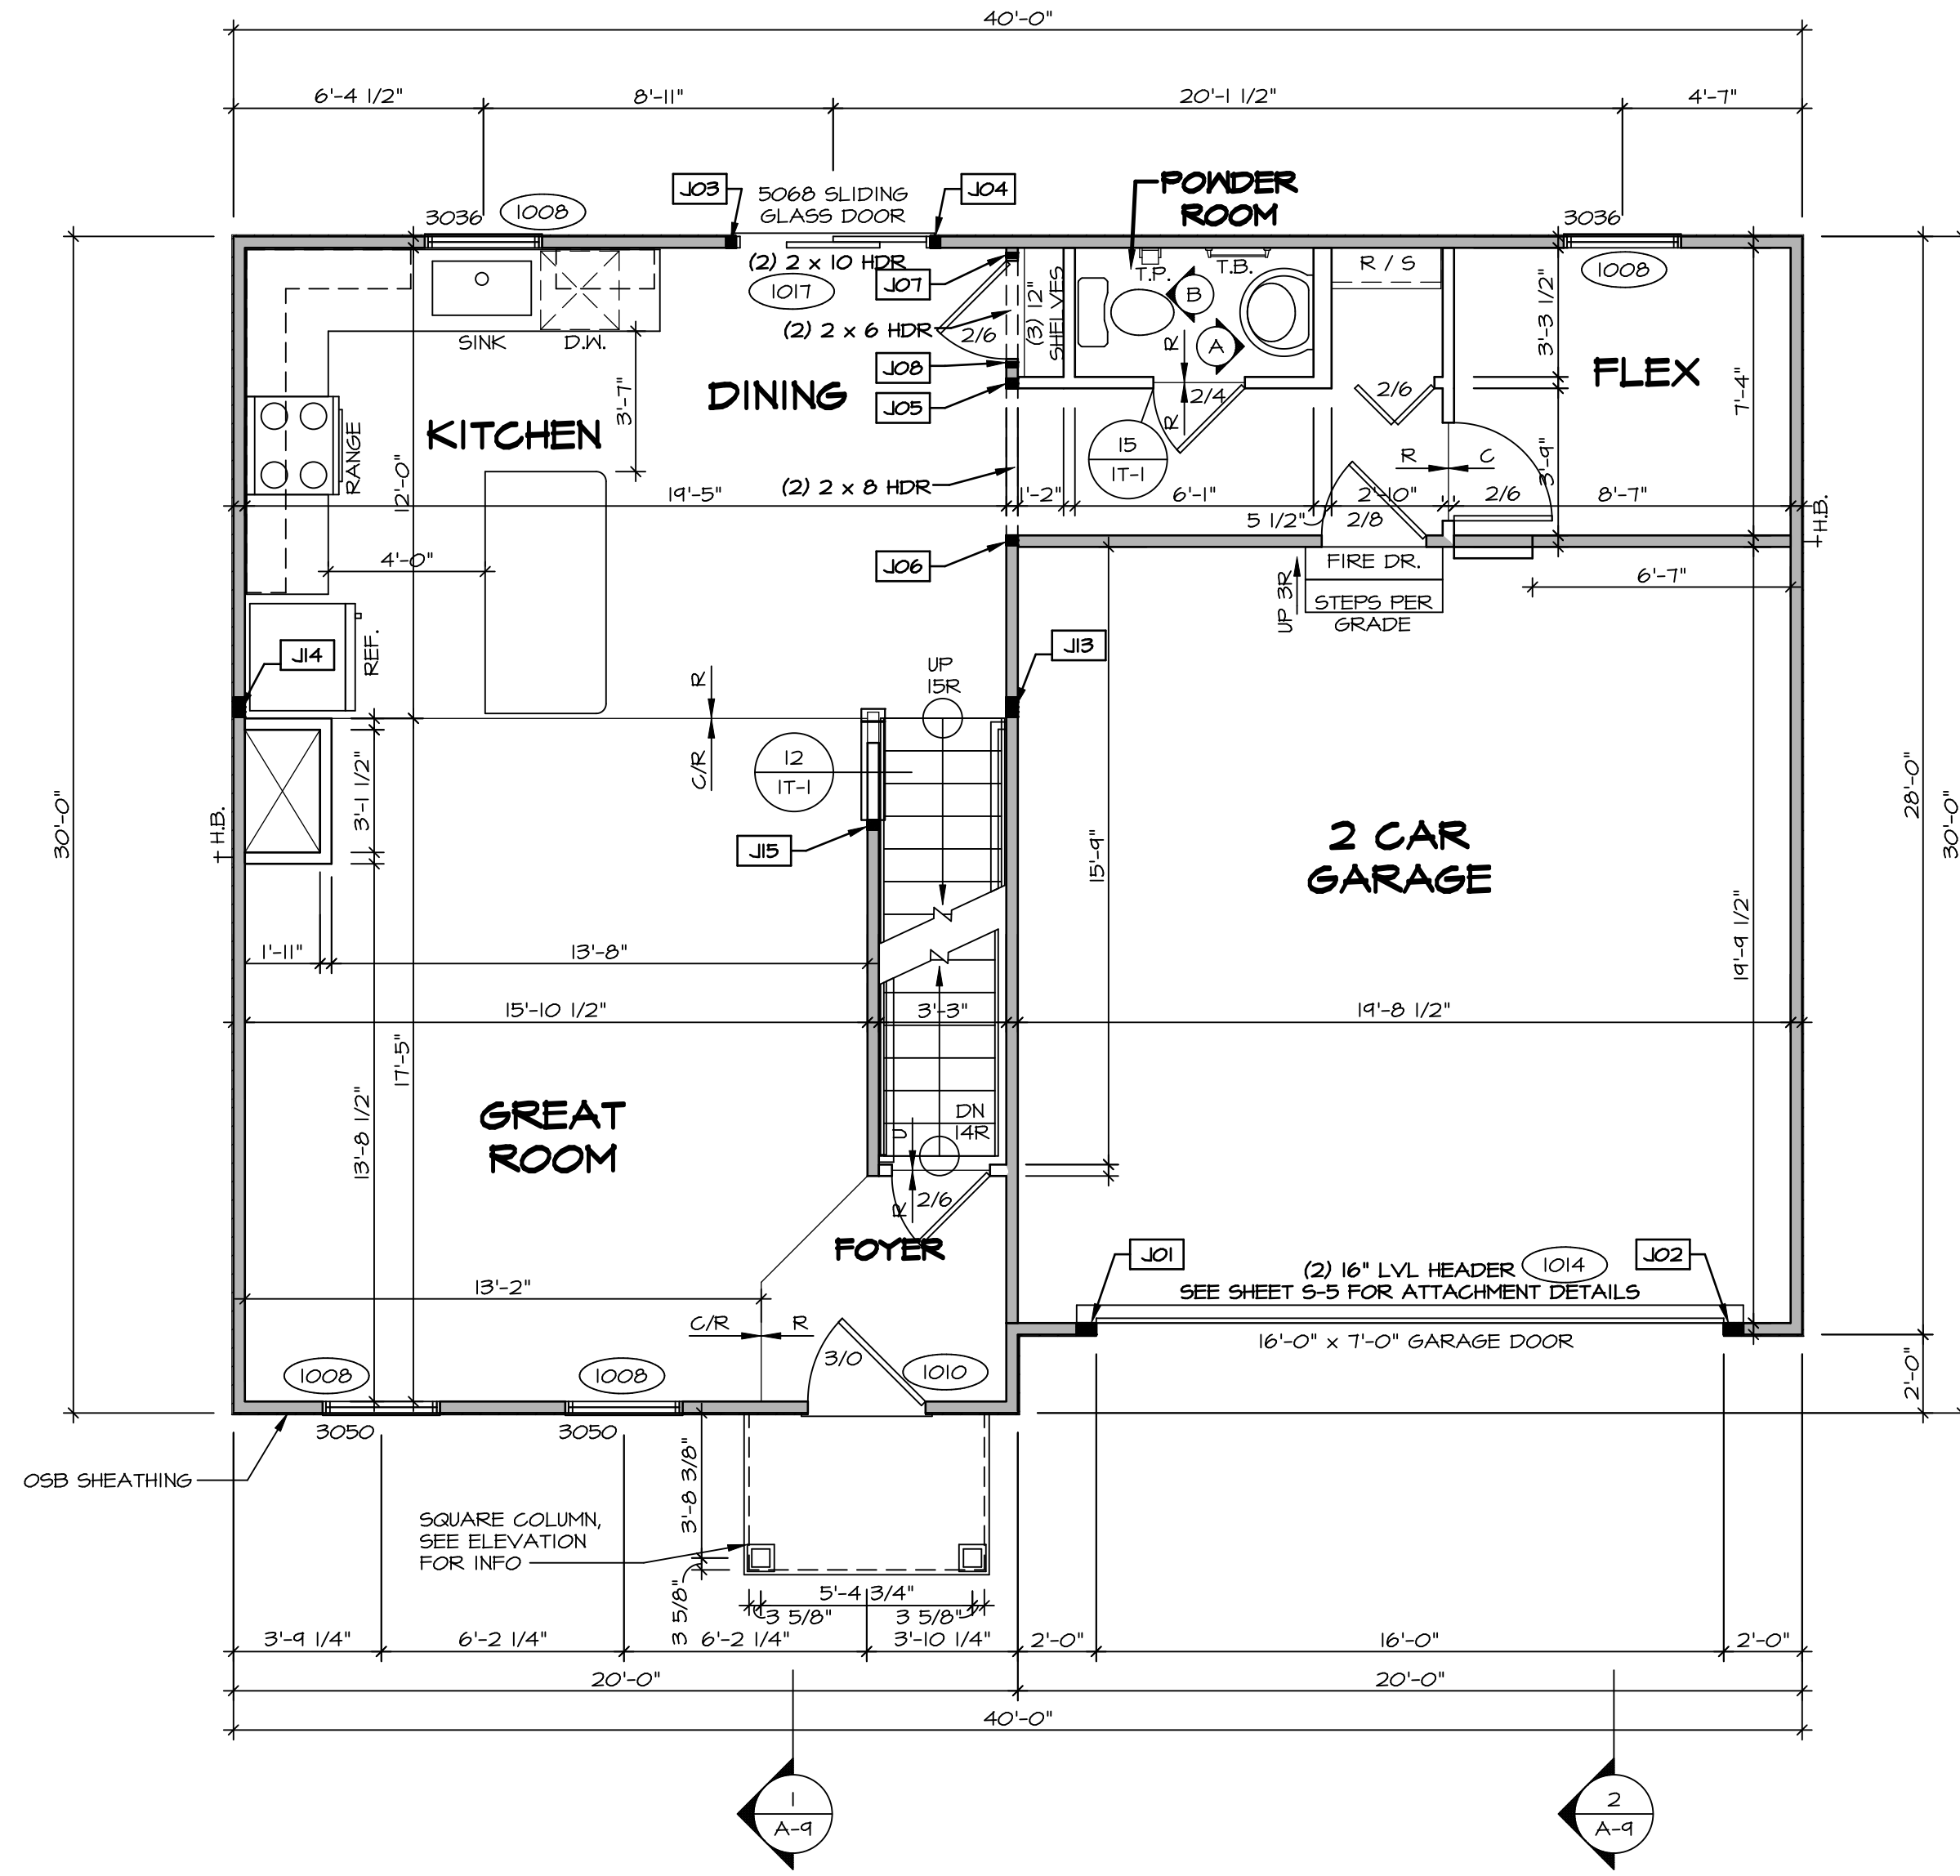 40'-0"
6'-4 1/2"
8'-11"
20'-1 1/2"
4'-7"
J03
5068 SLIDING
GLASS DOOR
J04
POWDER
ROOM
3036
1008
3036
1008
(2) 2 x 10 HDR
1017
J07
(3) 12"
SHELVES
T.P.
T.B.
B
A
R / S
SINK
D.W.
(2) 2 x 6 HDR
2/6
J08
J05
R
R
2/4
2/6
3'-3 1/2"
FLEX
7'-4"
KITCHEN
DINING
3'-7"
RANGE
12'-0"
15
1T-1
R
C
3'-9"
(2) 2 x 8 HDR
19'-5"
1'-2"
6'-1"
2'-10"
2/6
8'-7"
5 1/2"
2/8
H.B.
4'-0"
J06
UP 3R
FIRE DR.
STEPS PER
GRADE
6'-7"
REF.
J14
J13
UP
15R
R
C/R
12
1T-1
J15
30'-0"
H.B.
3'-1 1/2"
15'-9"
2 CAR
GARAGE
28'-0"
30'-0"
1'-11"
13'-8"
19'-9 1/2"
15'-10 1/2"
3'-3"
19'-8 1/2"
17'-5"
13'-8 1/2"
GREAT
ROOM
DN
14R
U
R
2/6
FOYER
13'-2"
C/R
R
3/0
1010
J01
(2) 16" LVL HEADER
1014
J02
SEE SHEET S-5 FOR ATTACHMENT DETAILS
16'-0" x 7'-0" GARAGE DOOR
2'-0"
1008
1008
3050
3050
OSB SHEATHING
3'-8 3/8"
SQUARE COLUMN,
SEE ELEVATION
FOR INFO
3 5/8"
5'-4 3/4"
3 5/8"
3 5/8"
3'-9 1/4"
6'-2 1/4"
6'-2 1/4"
3'-10 1/4"
2'-0"
16'-0"
2'-0"
20'-0"
20'-0"
40'-0"
1
A-9
2
A-9